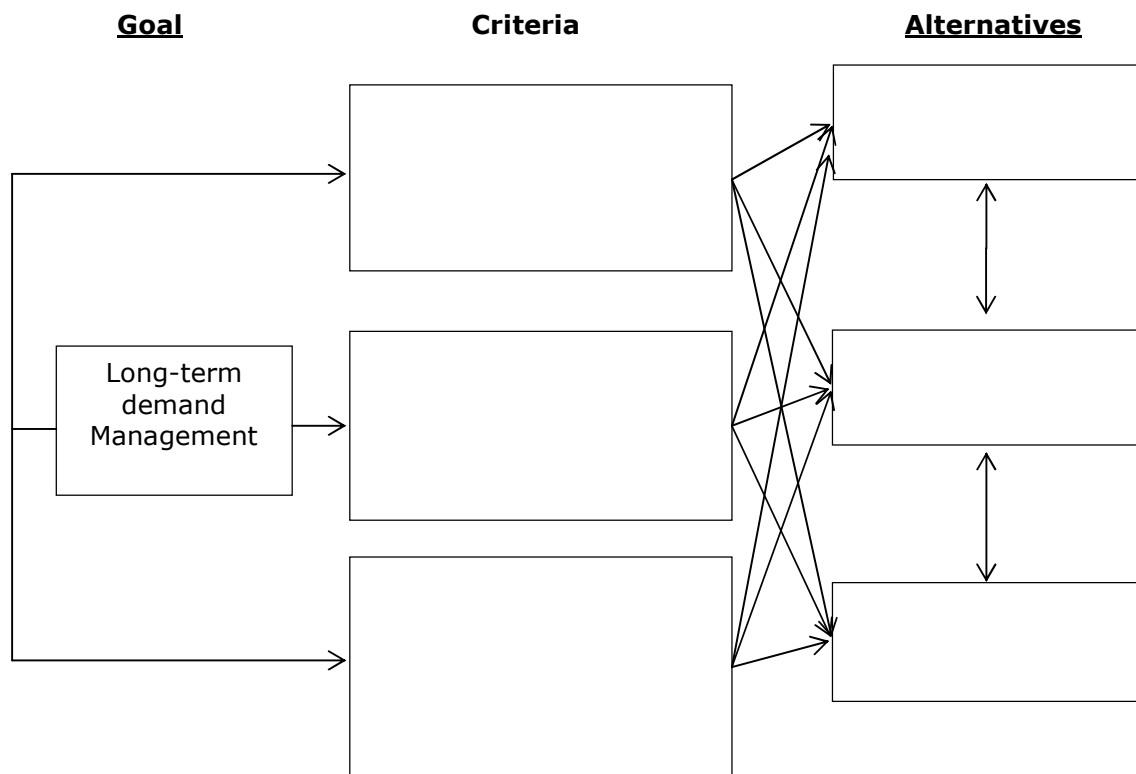 Goal
Criteria
Alternatives
Long-term
demand
Management